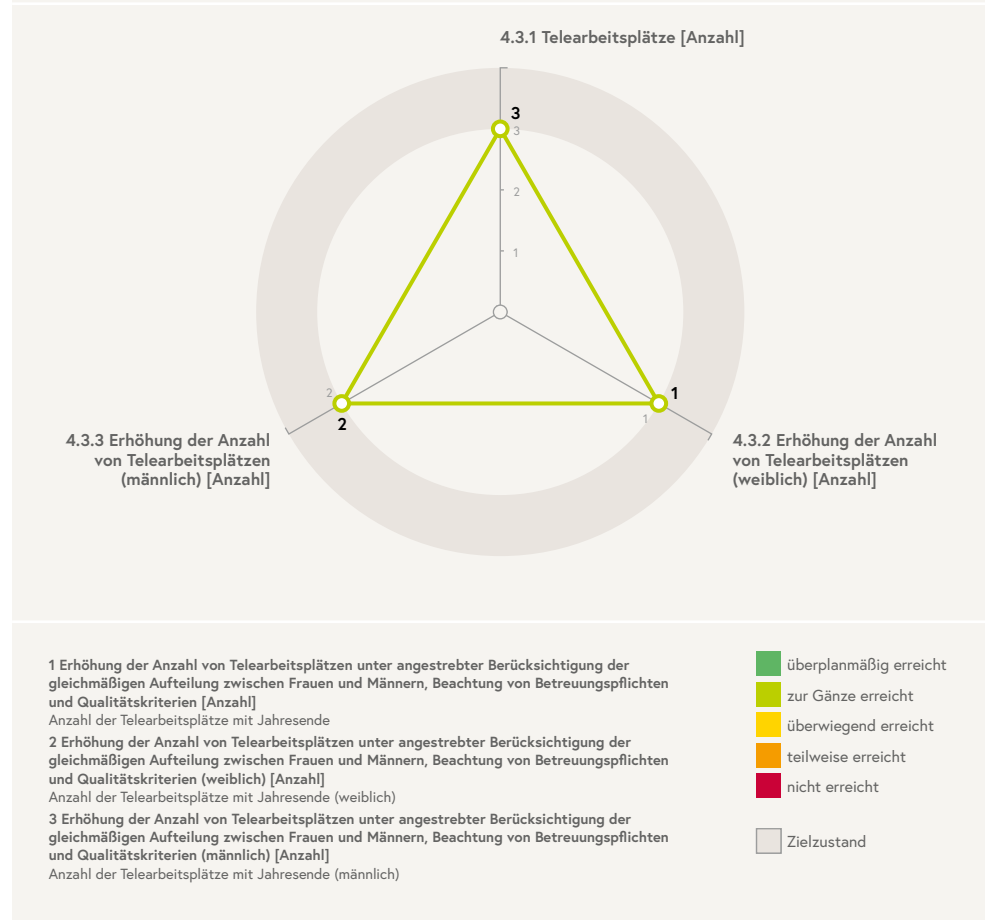 4.3.1 Telearbeitsplätze [Anzahl]
3
3
2
1
2
2
1
1
4.3.3 Erhöhung der Anzahl
von Telearbeitsplätzen
(männlich) [Anzahl]
4.3.2 Erhöhung der Anzahl
von Telearbeitsplätzen
(weiblich) [Anzahl]
1 Erhöhung der Anzahl von Telearbeitsplätzen unter angestrebter Berücksichtigung der
gleichmäßigen Aufteilung zwischen Frauen und Männern, Beachtung von Betreuungspflichten
und Qualitätskriterien [Anzahl]
Anzahl der Telearbeitsplätze mit Jahresende
2 Erhöhung der Anzahl von Telearbeitsplätzen unter angestrebter Berücksichtigung der
gleichmäßigen Aufteilung zwischen Frauen und Männern, Beachtung von Betreuungspflichten
und Qualitätskriterien (weiblich) [Anzahl]
Anzahl der Telearbeitsplätze mit Jahresende (weiblich)
3 Erhöhung der Anzahl von Telearbeitsplätzen unter angestrebter Berücksichtigung der
gleichmäßigen Aufteilung zwischen Frauen und Männern, Beachtung von Betreuungspflichten
und Qualitätskriterien (männlich) [Anzahl]
Anzahl der Telearbeitsplätze mit Jahresende (männlich)
überplanmäßig erreicht
zur Gänze erreicht
überwiegend erreicht
teilweise erreicht
nicht erreicht
Zielzustand